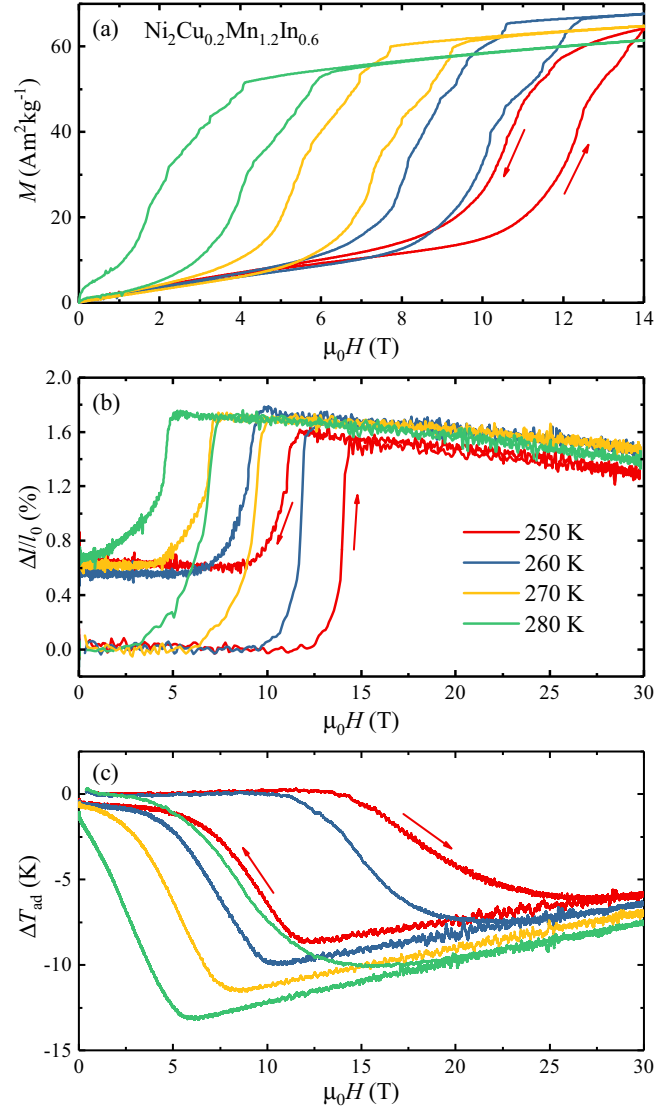 (a) Ni₂Cu₀.₂Mn₁.₂In₀.₆
M (Am²kg⁻¹)
60
40
20
0
0 2 4 6 8 10 12 14
μ₀H (T)
(b)
Δl/l₀ (%)
2.0
1.6
1.2
0.8
0.4
0.0
250 K
260 K
270 K
280 K
0 5 10 15 20 25 30
μ₀H (T)
(c)
ΔT_ad (K)
0
-5
-10
-15
0 5 10 15 20 25 30
μ₀H (T)